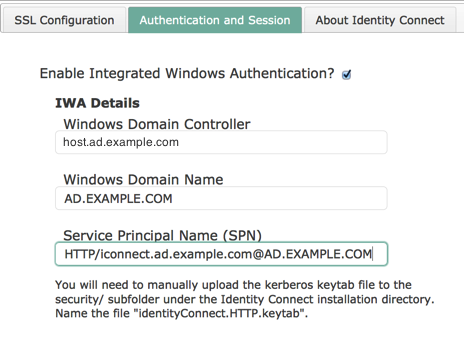 SSL Configuration
Authentication and Session
About Identity Connect
Enable Integrated Windows Authentication?
IWA Details
Windows Domain Controller
host.ad.example.com
Windows Domain Name
AD.EXAMPLE.COM
Service Principal Name (SPN)
HTTP/iconnect.ad.example.com@AD.EXAMPLE.COM
You will need to manually upload the kerberos keytab file to the
security/ subfolder under the Identity Connect installation directory.
Name the file "identityConnect.HTTP.keytab".